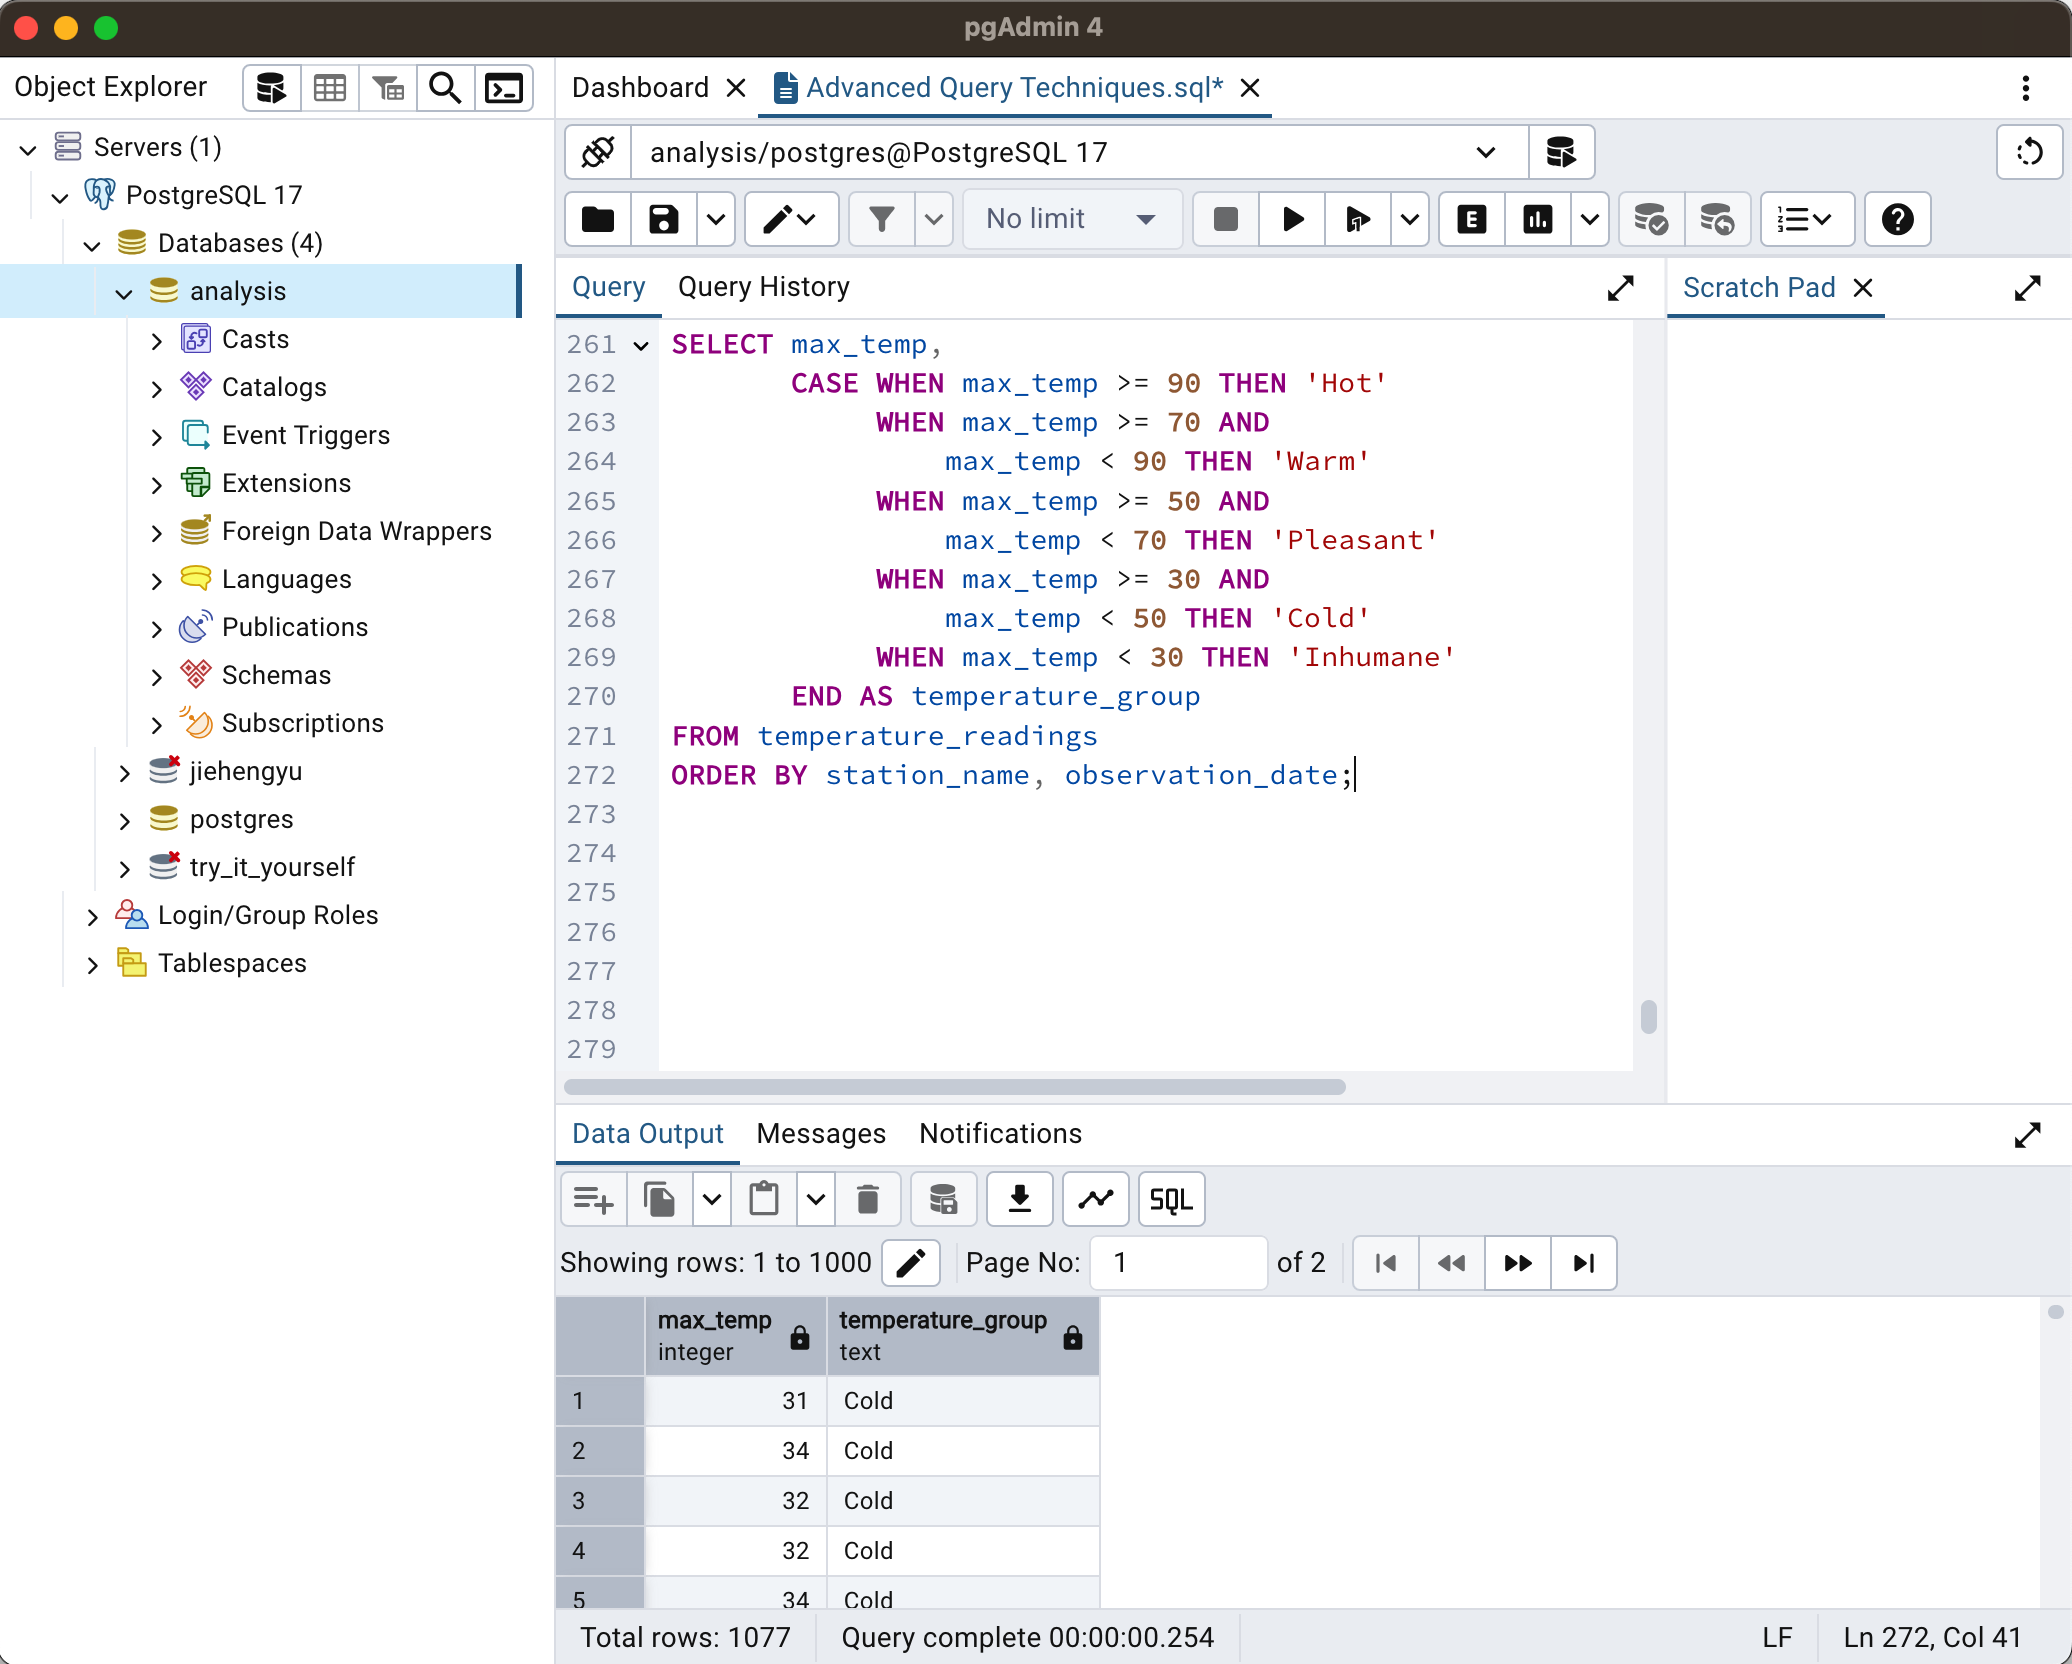 pgAdmin 4
Object Explorer
Dashboard
Advanced Query Techniques.sql*
Servers (1)
PostgreSQL 17
Databases (4)
analysis
Casts
Catalogs
Event Triggers
Extensions
Foreign Data Wrappers
Languages
Publications
Schemas
Subscriptions
jiehengyu
postgres
try_it_yourself
Login/Group Roles
Tablespaces
analysis/postgres@PostgreSQL 17
No limit
E
Query
Query History
Scratch Pad
261 SELECT max_temp,
262 CASE WHEN max_temp >= 90 THEN 'Hot'
263 WHEN max_temp >= 70 AND
264 max_temp < 90 THEN 'Warm'
265 WHEN max_temp >= 50 AND
266 max_temp < 70 THEN 'Pleasant'
267 WHEN max_temp >= 30 AND
268 max_temp < 50 THEN 'Cold'
269 WHEN max_temp < 30 THEN 'Inhumane'
270 END AS temperature_group
271 FROM temperature_readings
272 ORDER BY station_name, observation_date;
273
274
275
276
277
278
279
Data Output
Messages
Notifications
SQL
Showing rows: 1 to 1000
Page No: 1 of 2
max_temp temperature_group
integer text
1 31 Cold
2 34 Cold
3 32 Cold
4 32 Cold
5 34 Cold
Total rows: 1077
Query complete 00:00:00.254
LF
Ln 272, Col 41